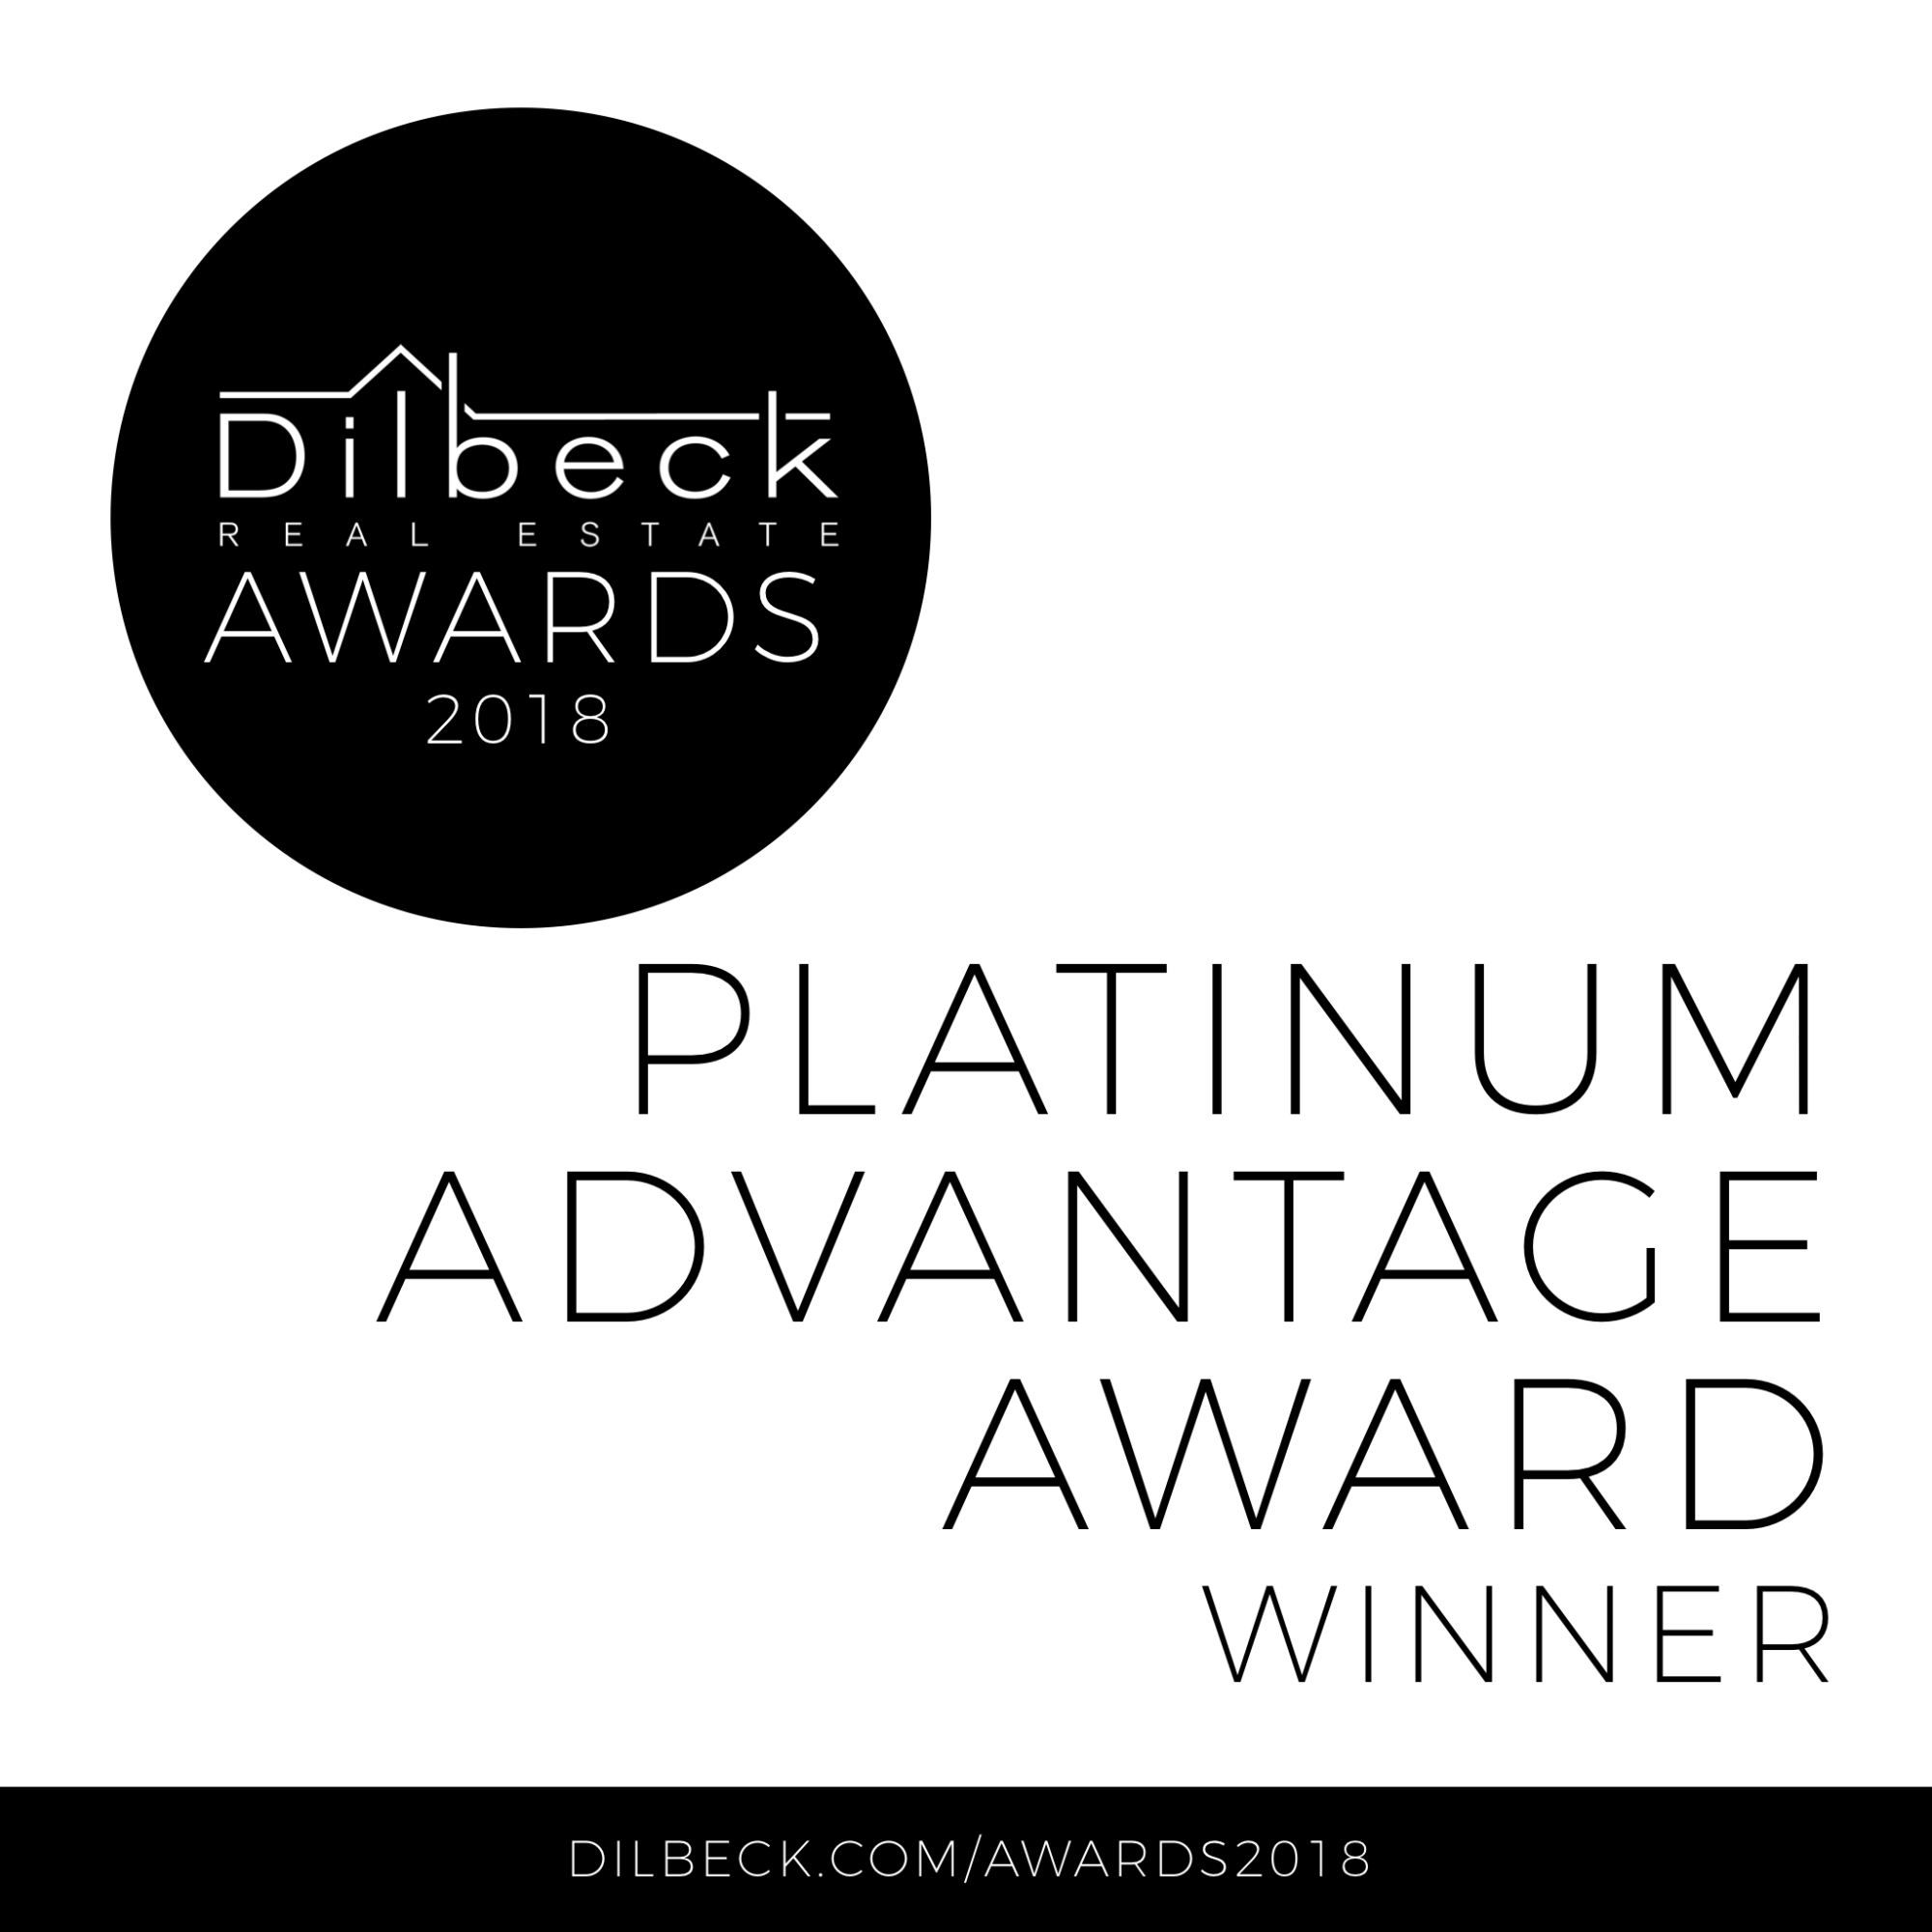 Dilbeck
REAL ESTATE
AWARDS
2018
PLATINUM
ADVANTAGE
AWARD
WINNER
DILBECK.COM/AWARDS2018